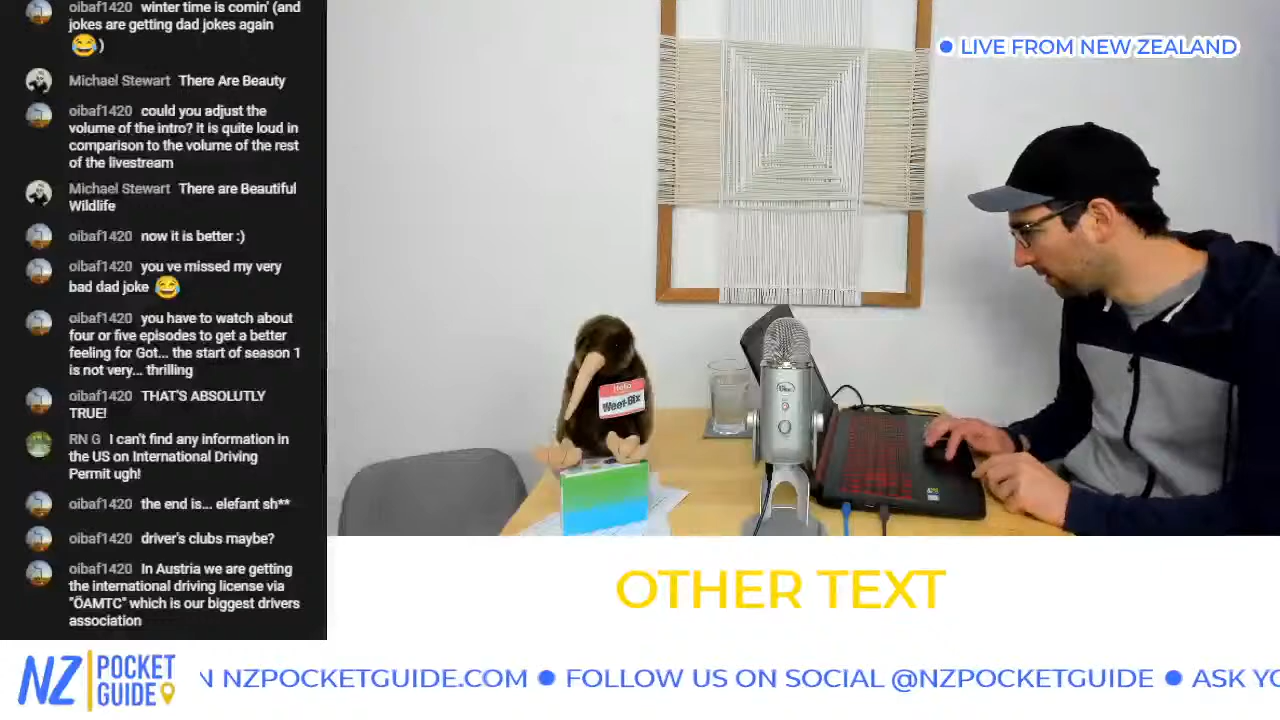 oibaf1420 winter time is comin' (and
jokes are getting dad jokes again
😂)
Michael Stewart There Are Beauty
oibaf1420 could you adjust the
volume of the intro? it is quite loud in
comparison to the volume of the rest
of the livestream
Michael Stewart There are Beautiful
Wildlife
oibaf1420 now it is better :)
oibaf1420 you ve missed my very
bad dad joke 😂
oibaf1420 you have to watch about
four or five episodes to get a better
feeling for Got... the start of season 1
is not very... thrilling
oibaf1420 THAT'S ABSOLUTLY
TRUE!
RN G I can't find any information in
the US on International Driving
Permit ugh!
oibaf1420 the end is... elefant sh**
oibaf1420 driver's clubs maybe?
oibaf1420 In Austria we are getting
the international driving license via
"ÖAMTC" which is our biggest drivers
association
LIVE FROM NEW ZEALAND
Hello
Weet-Bix
OTHER TEXT
NZ POCKET
GUIDE
N NZPOCKETGUIDE.COM ● FOLLOW US ON SOCIAL @NZPOCKETGUIDE ● ASK YO